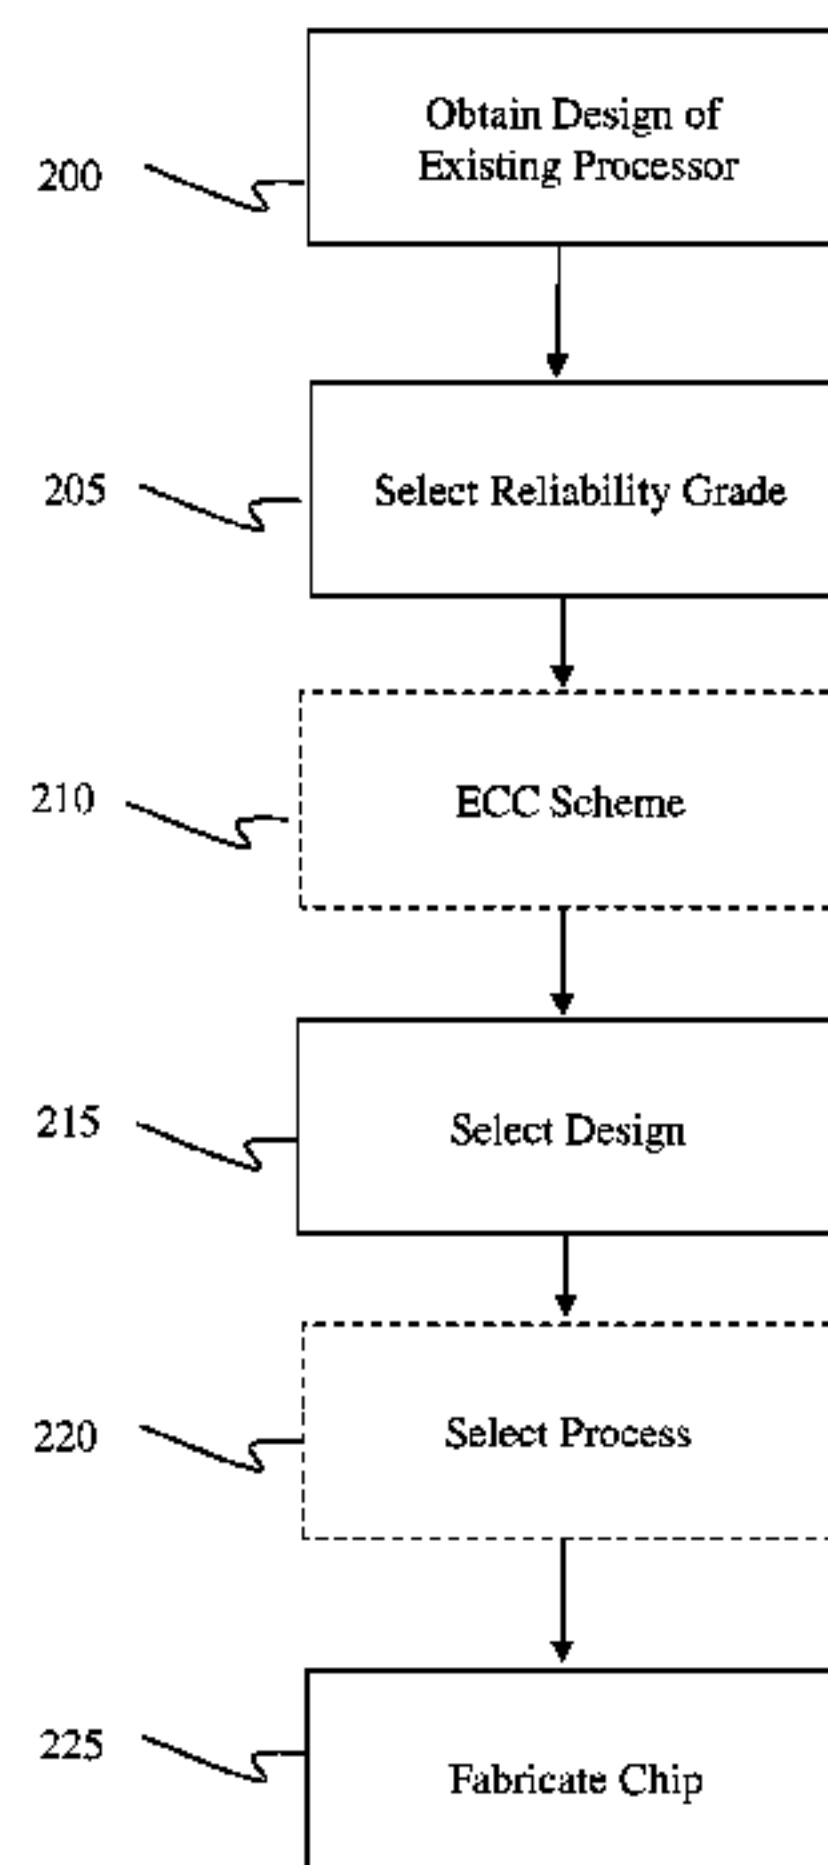 Obtain Design of
Existing Processor
200
205
Select Reliability Grade
210
ECC Scheme
215
Select Design
220
Select Process
225
Fabricate Chip